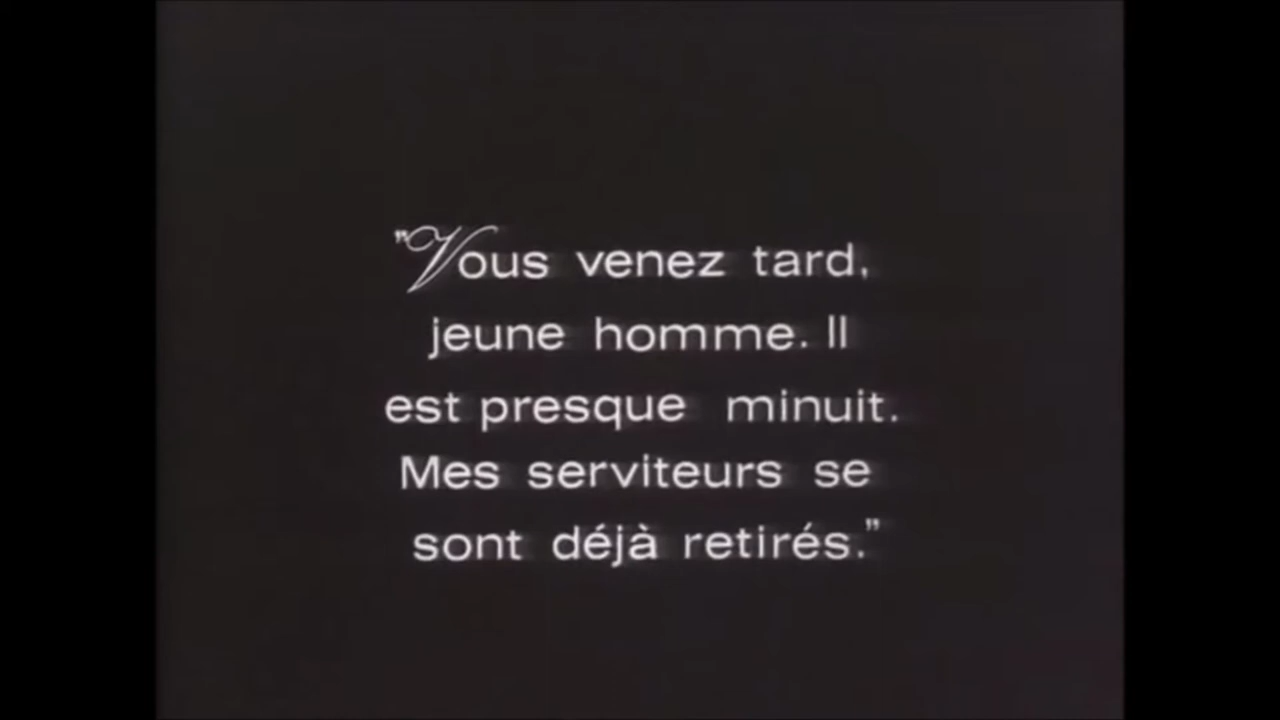 "Vous venez tard,
jeune homme. Il
est presque minuit.
Mes serviteurs se
sont déjà retirés."